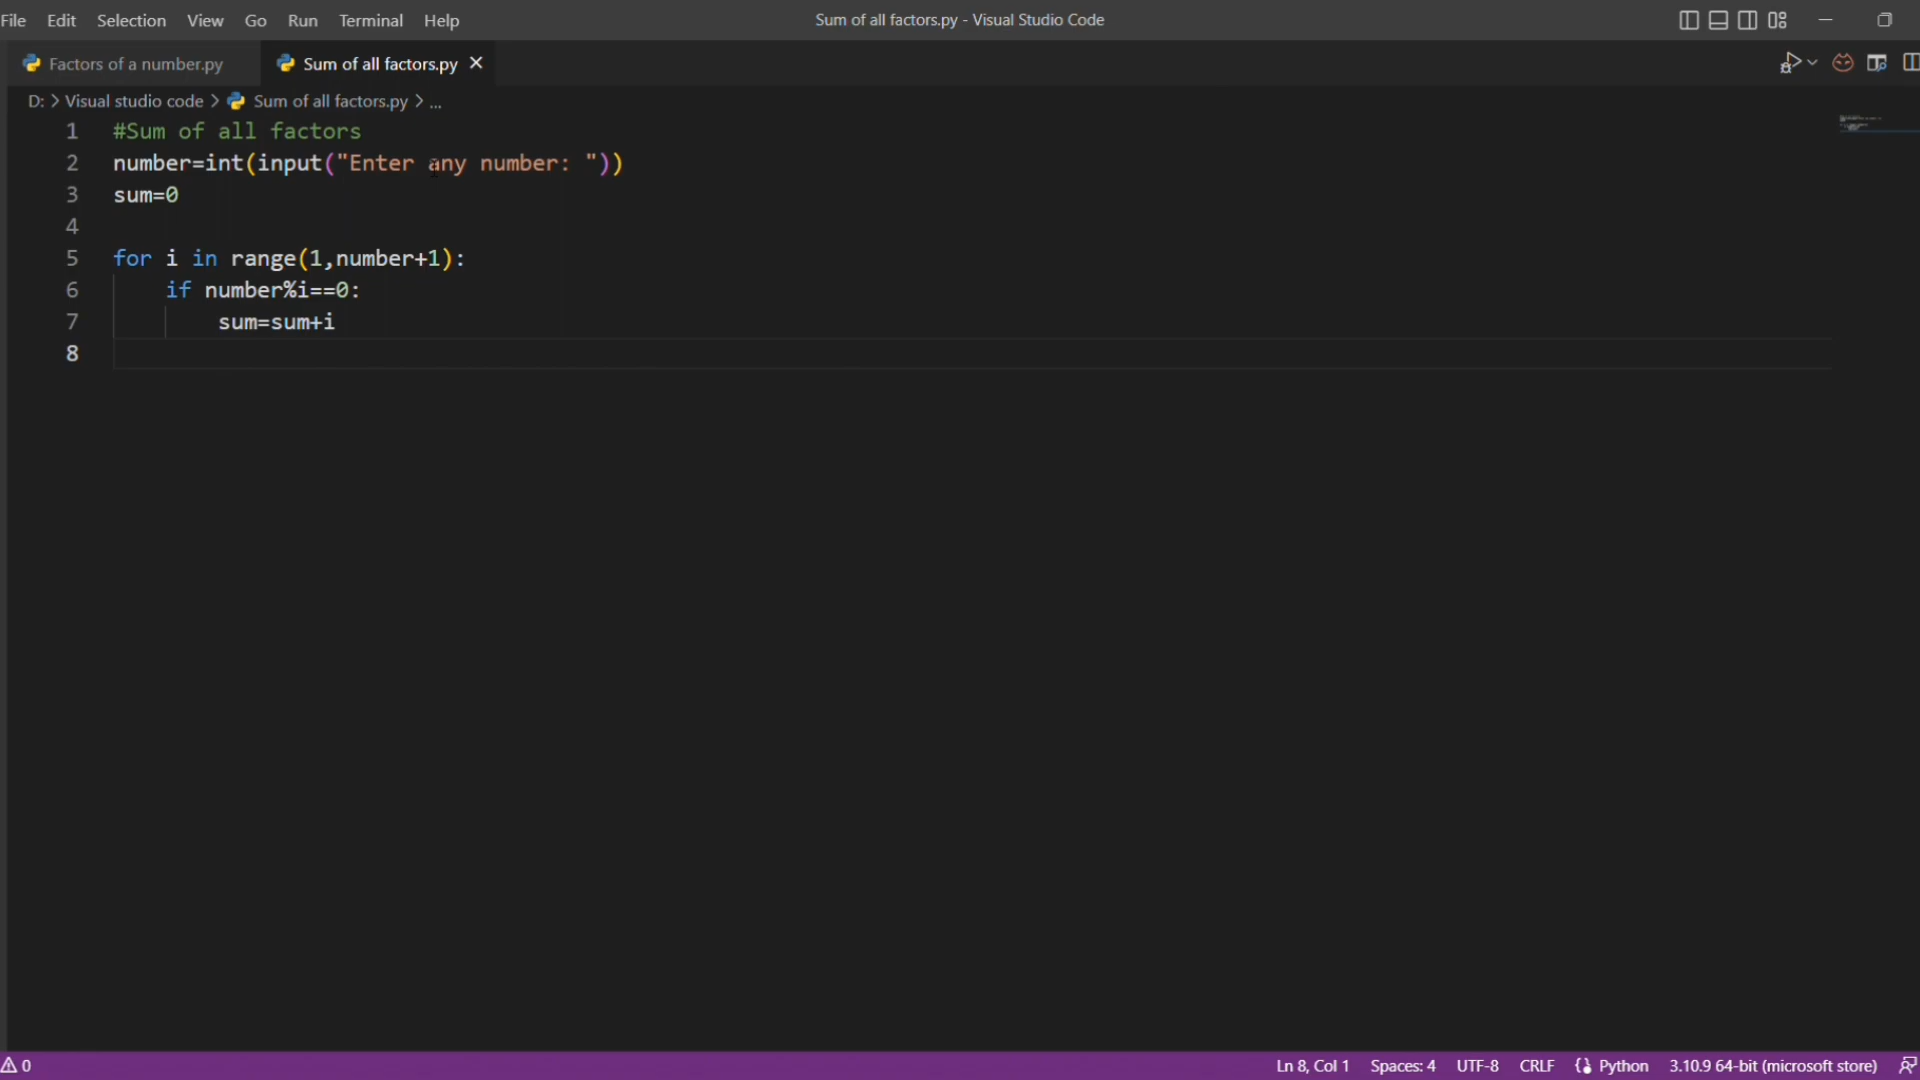 File Edit Selection View Go Run Terminal Help Sum of all factors.py - Visual Studio Code
Factors of a number.py Sum of all factors.py
D: > Visual studio code > Sum of all factors.py > ...
1 #Sum of all factors
2 number=int(input("Enter any number: "))
3 sum=0
4
5 for i in range(1,number+1):
6 if number%i==0:
7 sum=sum+i
8
0 Ln 8, Col 1 Spaces: 4 UTF-8 CRLF Python 3.10.9 64-bit (microsoft store)